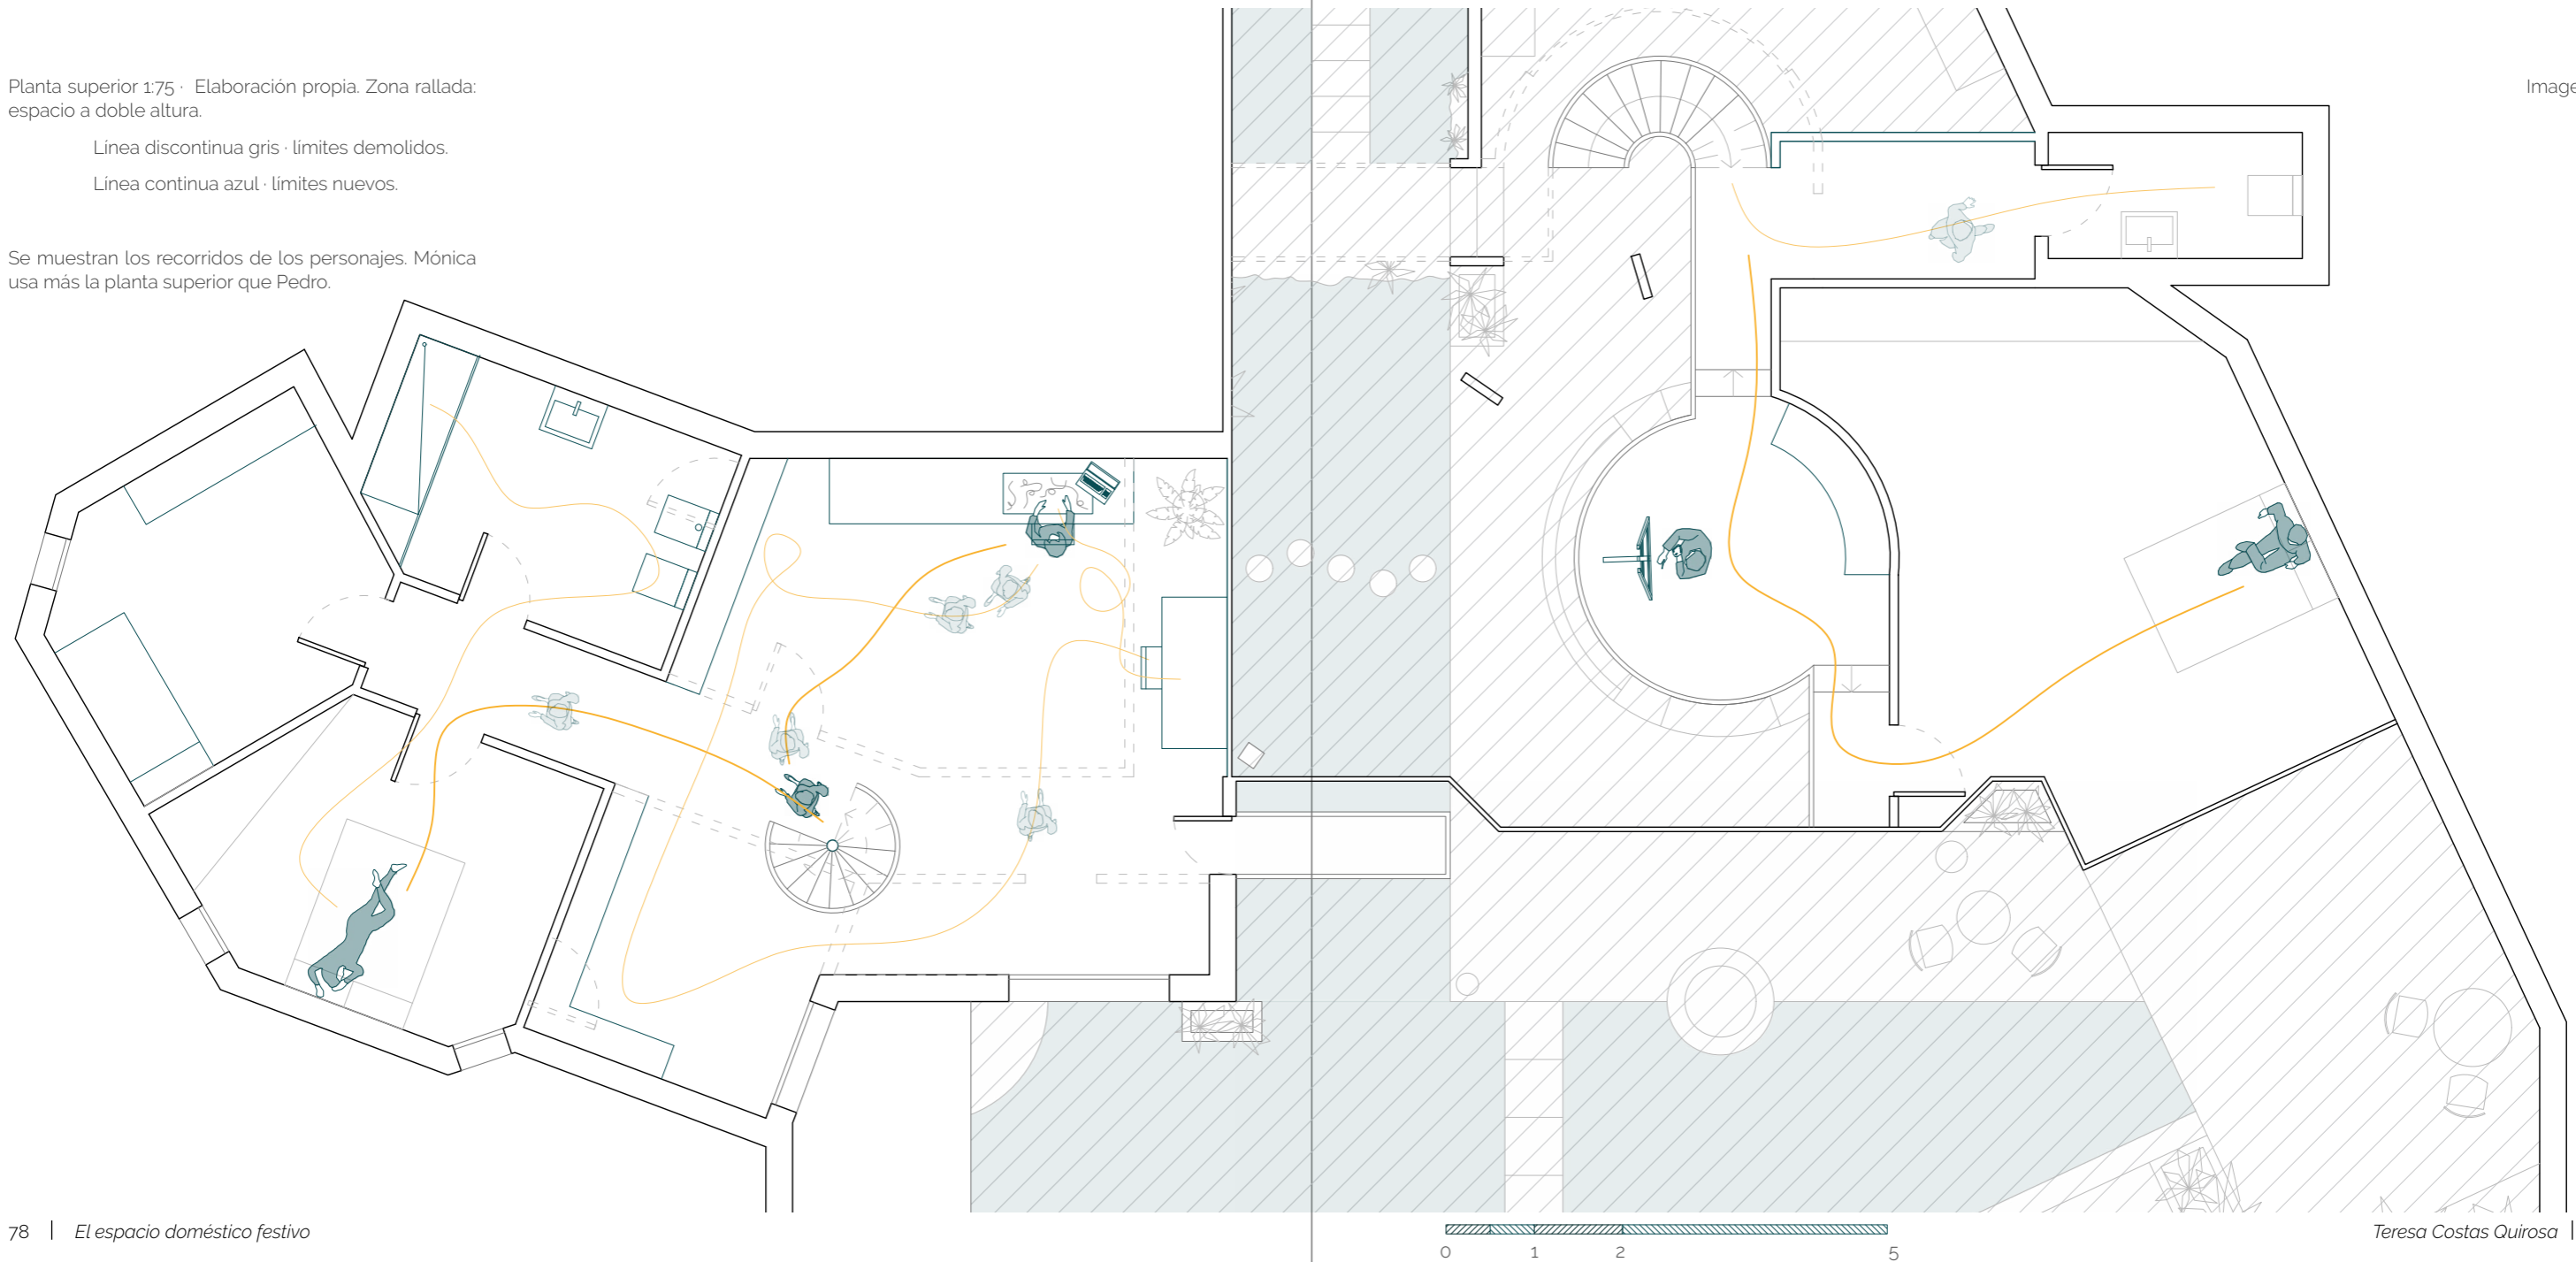 Planta superior 1:75 · Elaboración propia. Zona rallada:
espacio a doble altura.
Línea discontinua gris · límites demolidos.
Línea continua azul · límites nuevos.
Se muestran los recorridos de los personajes. Mónica
usa más la planta superior que Pedro.
Image
0 1 2 5
78 | El espacio doméstico festivo
Teresa Costas Quirosa |